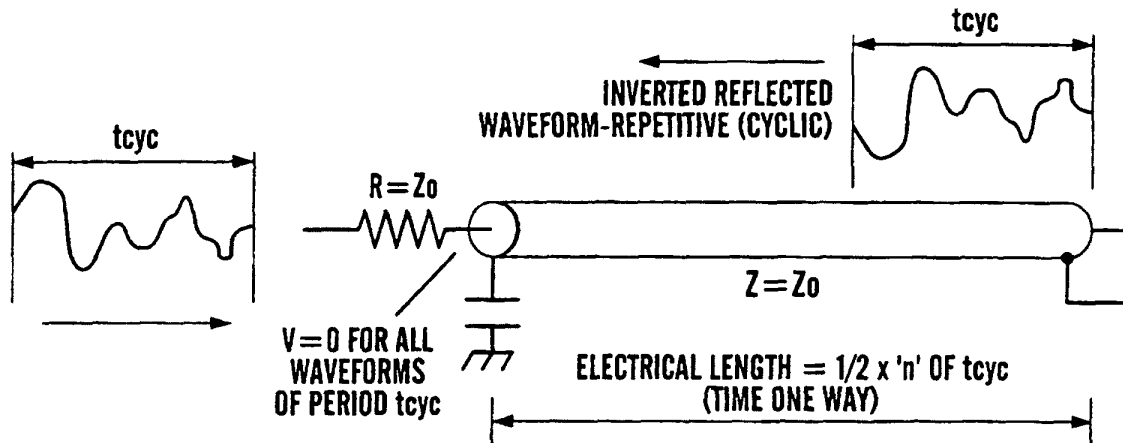 tcyc
INVERTED REFLECTED
WAVEFORM-REPETITIVE (CYCLIC)
tcyc
R=Zo
Z=Zo
V=0 FOR ALL
WAVEFORMS
OF PERIOD tcyc
ELECTRICAL LENGTH = 1/2 x 'n' OF tcyc
(TIME ONE WAY)